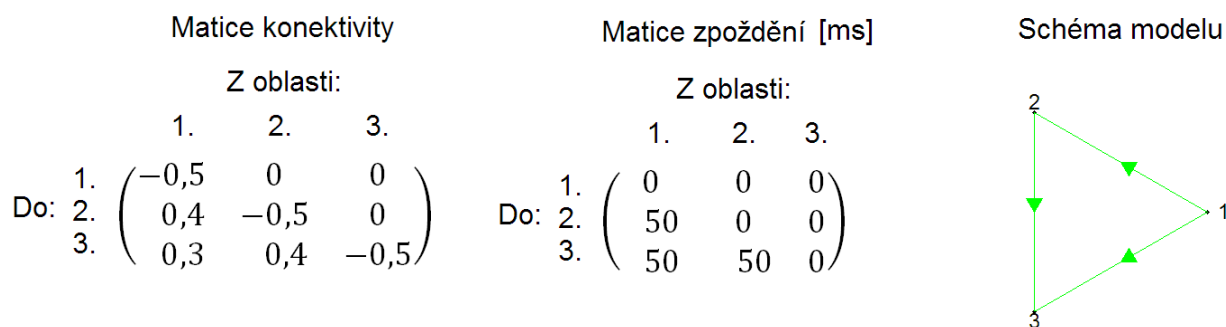 Matice konektivity
Z oblasti:
1. 2. 3.
Do:
1. −0,5 0 0
2. 0,4 −0,5 0
3. 0,3 0,4 −0,5
Matice zpoždění [ms]
Z oblasti:
1. 2. 3.
Do:
1. 0 0 0
2. 50 0 0
3. 50 50 0
Schéma modelu
2
1
3